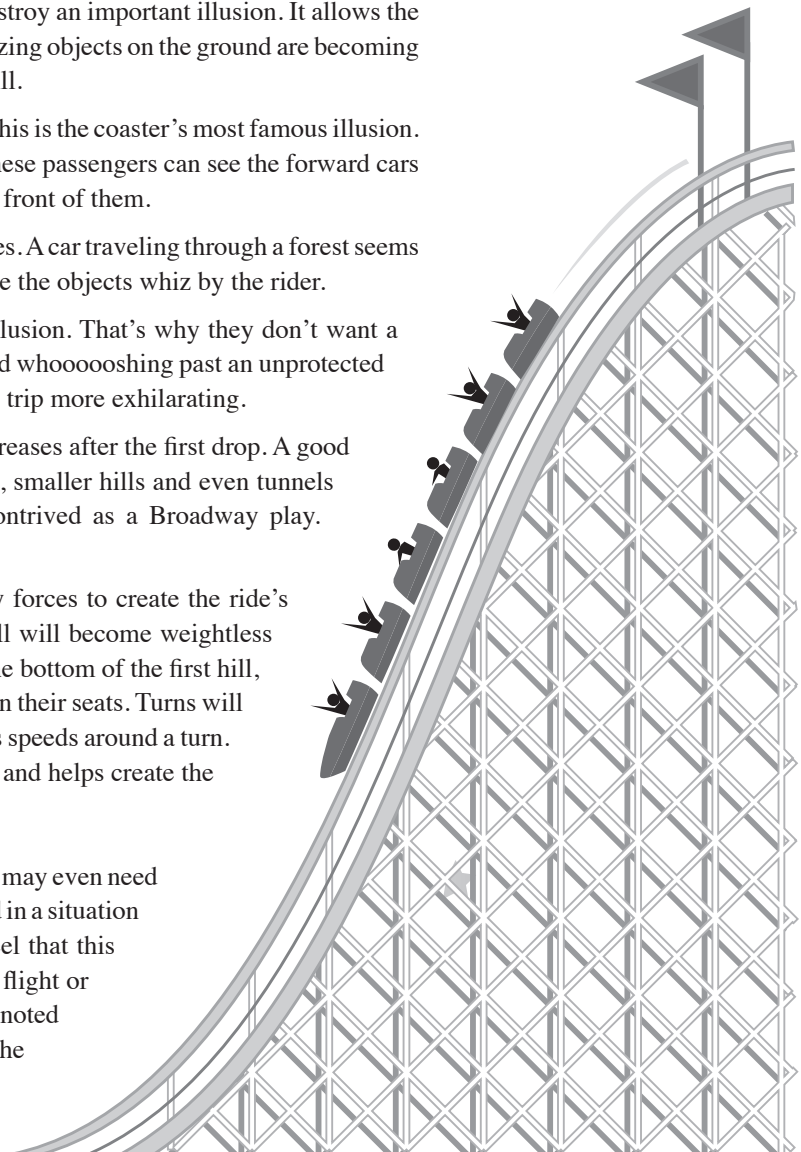 stroy an important illusion. It allows the
zing objects on the ground are becoming
ll.
his is the coaster’s most famous illusion.
nese passengers can see the forward cars
front of them.
es. A car traveling through a forest seems
e the objects whiz by the rider.
lusion. That’s why they don’t want a
d whoooooshing past an unprotected
trip more exhilarating.
reases after the first drop. A good
, smaller hills and even tunnels
ontrived as a Broadway play.
y forces to create the ride’s
ll will become weightless
e bottom of the first hill,
n their seats. Turns will
s speeds around a turn.
and helps create the
may even need
in a situation
el that this
flight or
noted
he